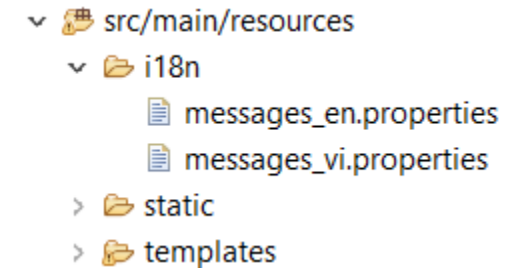 src/main/resources
i18n
messages_en.properties
messages_vi.properties
static
templates